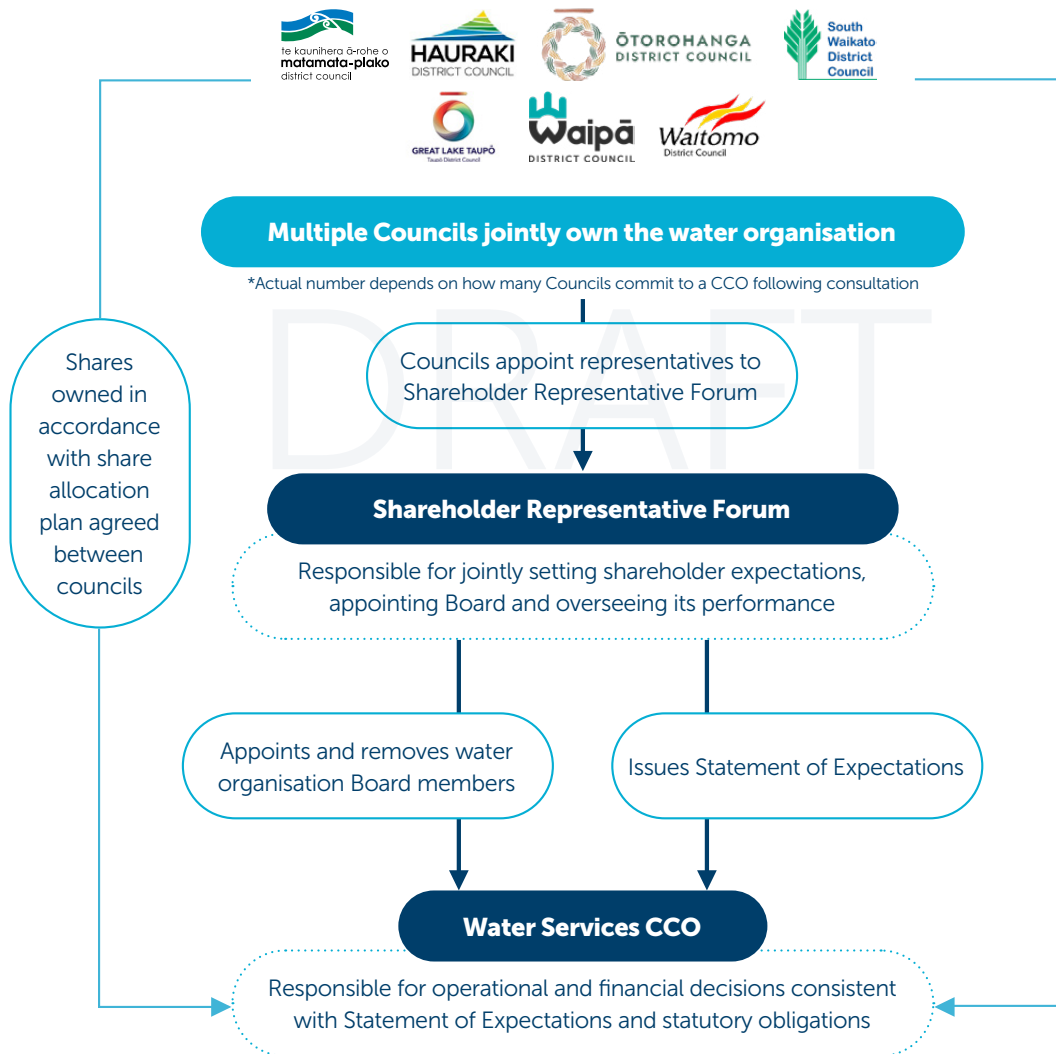 te kaunihera ā-rohe o
matamata-piako
district council
HAURAKI
DISTRICT COUNCIL
ŌTOROHANGA
DISTRICT COUNCIL
South
Waikato
District
Council
GREAT LAKE TAUPŌ
Taupō District Council
Waipā
DISTRICT COUNCIL
Waitomo
District Council
Multiple Councils jointly own the water organisation
*Actual number depends on how many Councils commit to a CCO following consultation
DRAFT
Councils appoint representatives to
Shareholder Representative Forum
Shares
owned in
accordance
with share
allocation
plan agreed
between
councils
Shareholder Representative Forum
Responsible for jointly setting shareholder expectations,
appointing Board and overseeing its performance
Appoints and removes water
organisation Board members
Issues Statement of Expectations
Water Services CCO
Responsible for operational and financial decisions consistent
with Statement of Expectations and statutory obligations